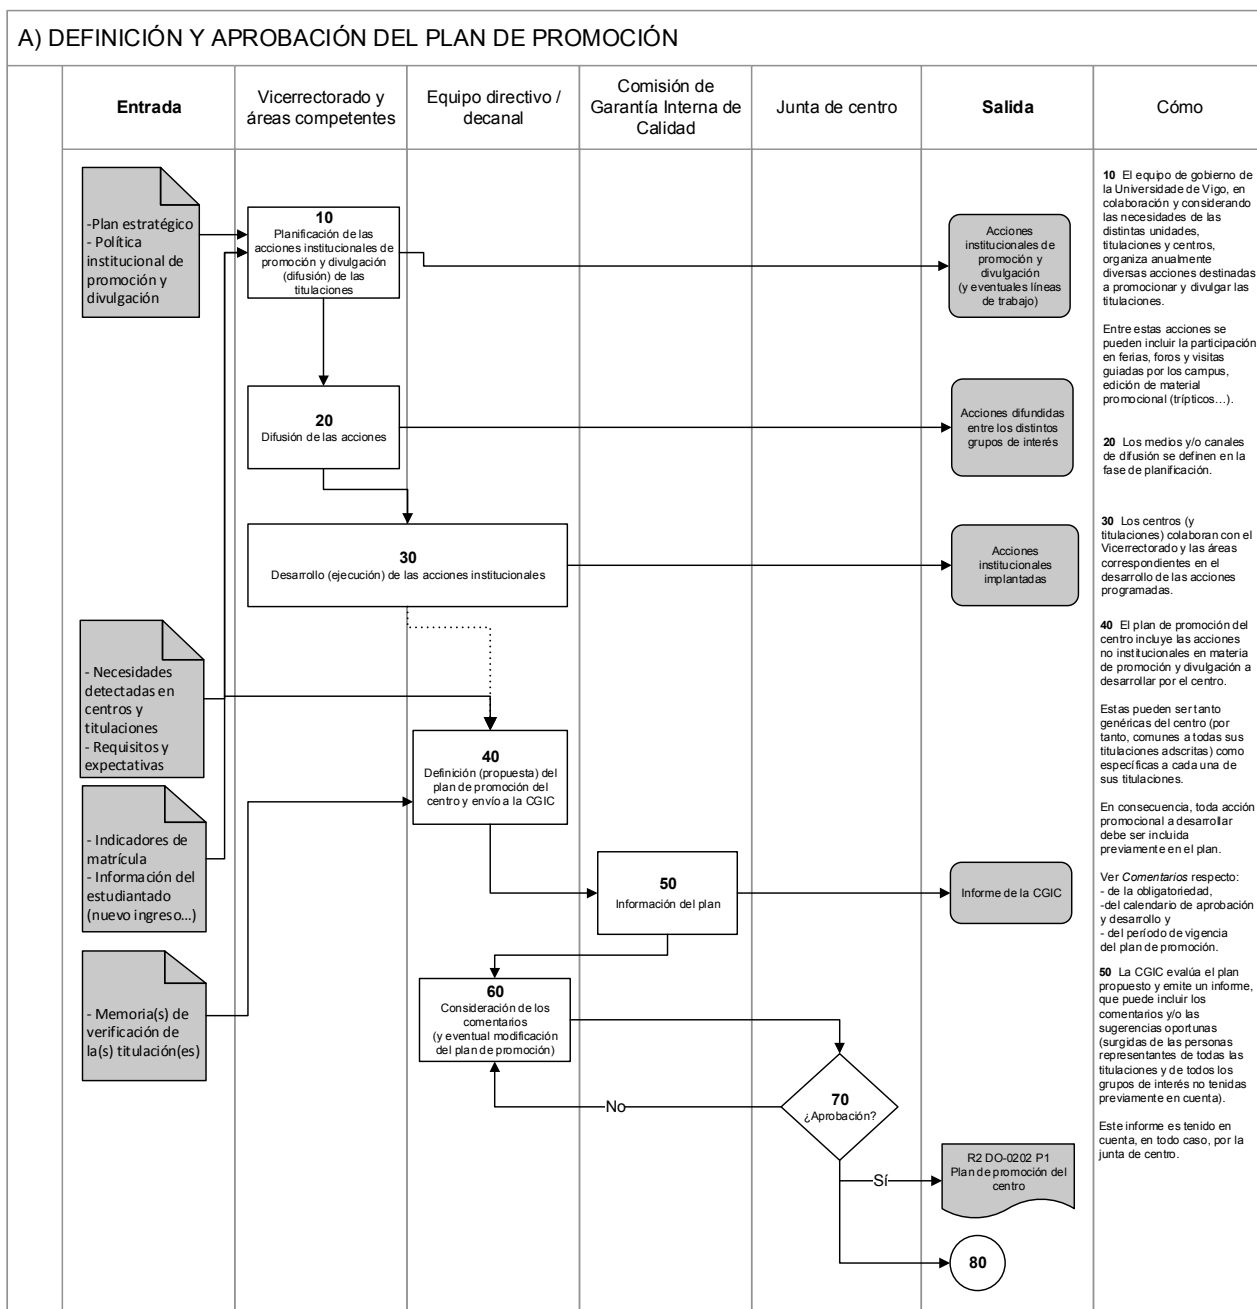 A) DEFINICIÓN Y APROBACIÓN DEL PLAN DE PROMOCIÓN
Entrada
Vicerrectorado y
áreas competentes
Equipo directivo /
decanal
Comisión de
Garantía Interna de
Calidad
Junta de centro
Salida
Cómo
-Plan estratégico
- Política
institucional de
promoción y
divulgación
10
Planificación de las
acciones institucionales de
promoción y divulgación
(difusión) de las
titulaciones
Acciones
institucionales de
promoción y
divulgación
(y eventuales líneas
de trabajo)
20
Difusión de las acciones
Acciones difundidas
entre los distintos
grupos de interés
30
Desarrollo (ejecución) de las acciones institucionales
Acciones
institucionales
implantadas
- Necesidades
detectadas en
centros y
titulaciones
- Requisitos y
expectativas
40
Definición (propuesta) del
plan de promoción del
centro y envío a la CGIC
- Indicadores de
matrícula
- Información del
estudiantado
(nuevo ingreso...)
50
Información del plan
Informe de la CGIC
- Memoria(s) de
verificación de
la(s) titulación(es)
60
Consideración de los
comentarios
(y eventual modificación
del plan de promoción)
70
¿Aprobación?
No
Sí
R2 DO-0202 P1
Plan de promoción del
centro
80
10 El equipo de gobierno de
la Universidade de Vigo, en
colaboración y considerando
las necesidades de las
distintas unidades,
titulaciones y centros,
organiza anualmente
diversas acciones destinadas
a promocionar y divulgar las
titulaciones.
Entre estas acciones se
pueden incluir la participación
en ferias, foros y visitas
guiadas por los campus,
edición de material
promocional (trípticos…).
20 Los medios y/o canales
de difusión se definen en la
fase de planificación.
30 Los centros (y
titulaciones) colaboran con el
Vicerrectorado y las áreas
correspondientes en el
desarrollo de las acciones
programadas.
40 El plan de promoción del
centro incluye las acciones
no institucionales en materia
de promoción y divulgación a
desarrollar por el centro.
Estas pueden ser tanto
genéricas del centro (por
tanto, comunes a todas sus
titulaciones adscritas) como
específicas a cada una de
sus titulaciones.
En consecuencia, toda acción
promocional a desarrollar
debe ser incluida
previamente en el plan.
Ver Comentarios respecto:
- de la obligatoriedad,
-del calendario de aprobación
y desarrollo y
- del período de vigencia
del plan de promoción.
50 La CGIC evalúa el plan
propuesto y emite un informe,
que puede incluir los
comentarios y/o las
sugerencias oportunas
(surgidas de las personas
representantes de todas las
titulaciones y de todos los
grupos de interés no tenidas
previamente en cuenta).
Este informe es tenido en
cuenta, en todo caso, por la
junta de centro.